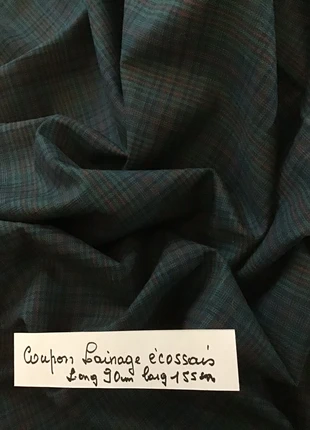 Coupon Lainage écossais
Long 90cm larg 155cm